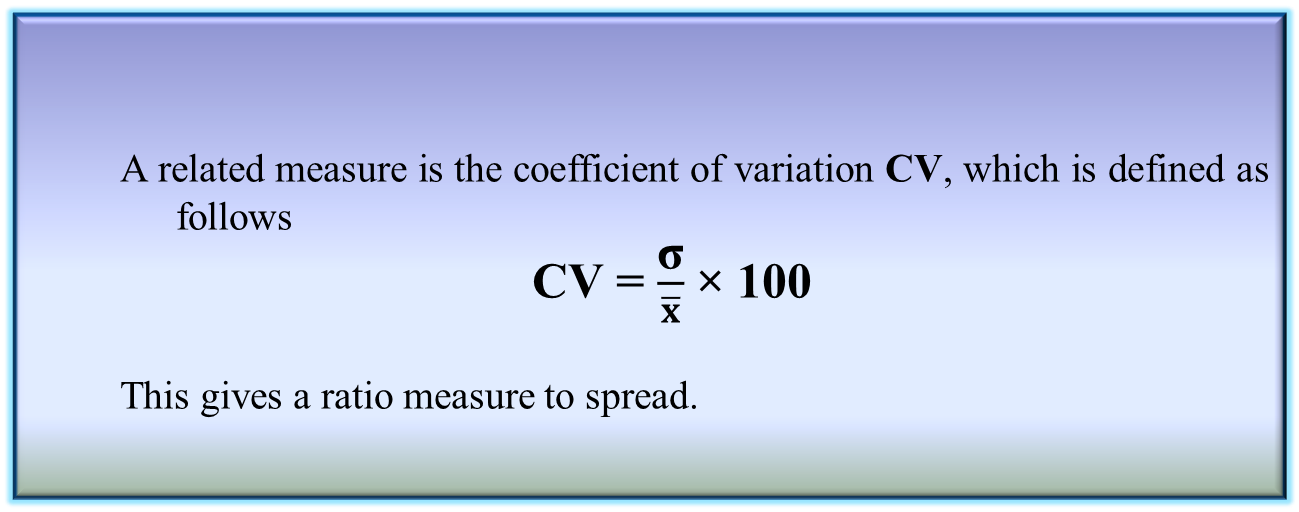 A related measure is the coefficient of variation CV, which is defined as
follows
CV = σ/x̅ × 100
This gives a ratio measure to spread.